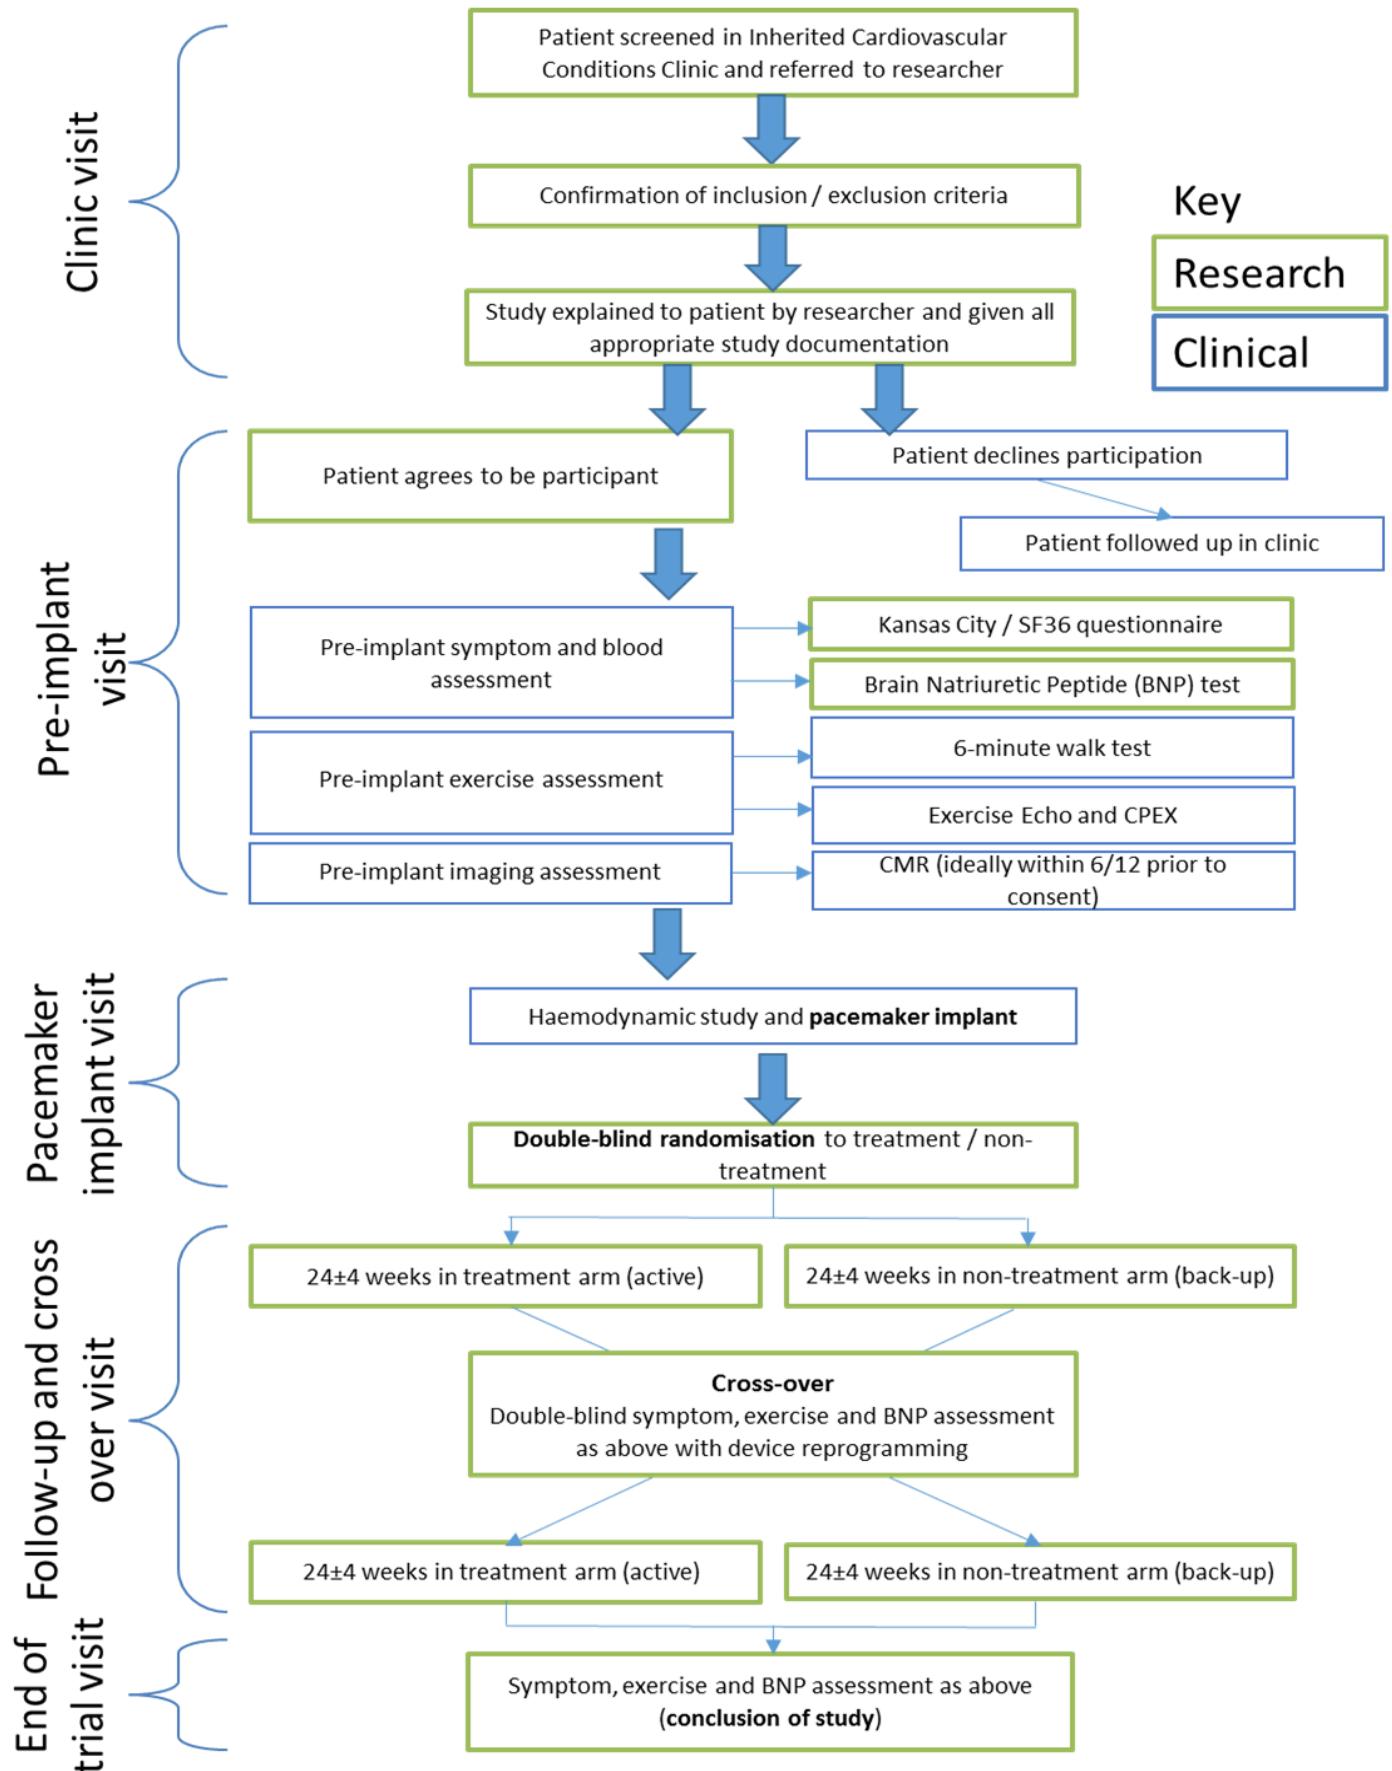 Clinic visit
Patient screened in Inherited Cardiovascular
Conditions Clinic and referred to researcher
Confirmation of inclusion / exclusion criteria
Study explained to patient by researcher and given all
appropriate study documentation
Key
Research
Clinical
Pre-implant
visit
Patient agrees to be participant
Patient declines participation
Patient followed up in clinic
Pre-implant symptom and blood
assessment
Kansas City / SF36 questionnaire
Brain Natriuretic Peptide (BNP) test
Pre-implant exercise assessment
6-minute walk test
Exercise Echo and CPEX
Pre-implant imaging assessment
CMR (ideally within 6/12 prior to
consent)
Pacemaker
implant visit
Haemodynamic study and pacemaker implant
Double-blind randomisation to treatment / non-
treatment
Follow-up and cross
over visit
24±4 weeks in treatment arm (active)
24±4 weeks in non-treatment arm (back-up)
Cross-over
Double-blind symptom, exercise and BNP assessment
as above with device reprogramming
24±4 weeks in treatment arm (active)
24±4 weeks in non-treatment arm (back-up)
End of
trial visit
Symptom, exercise and BNP assessment as above
(conclusion of study)